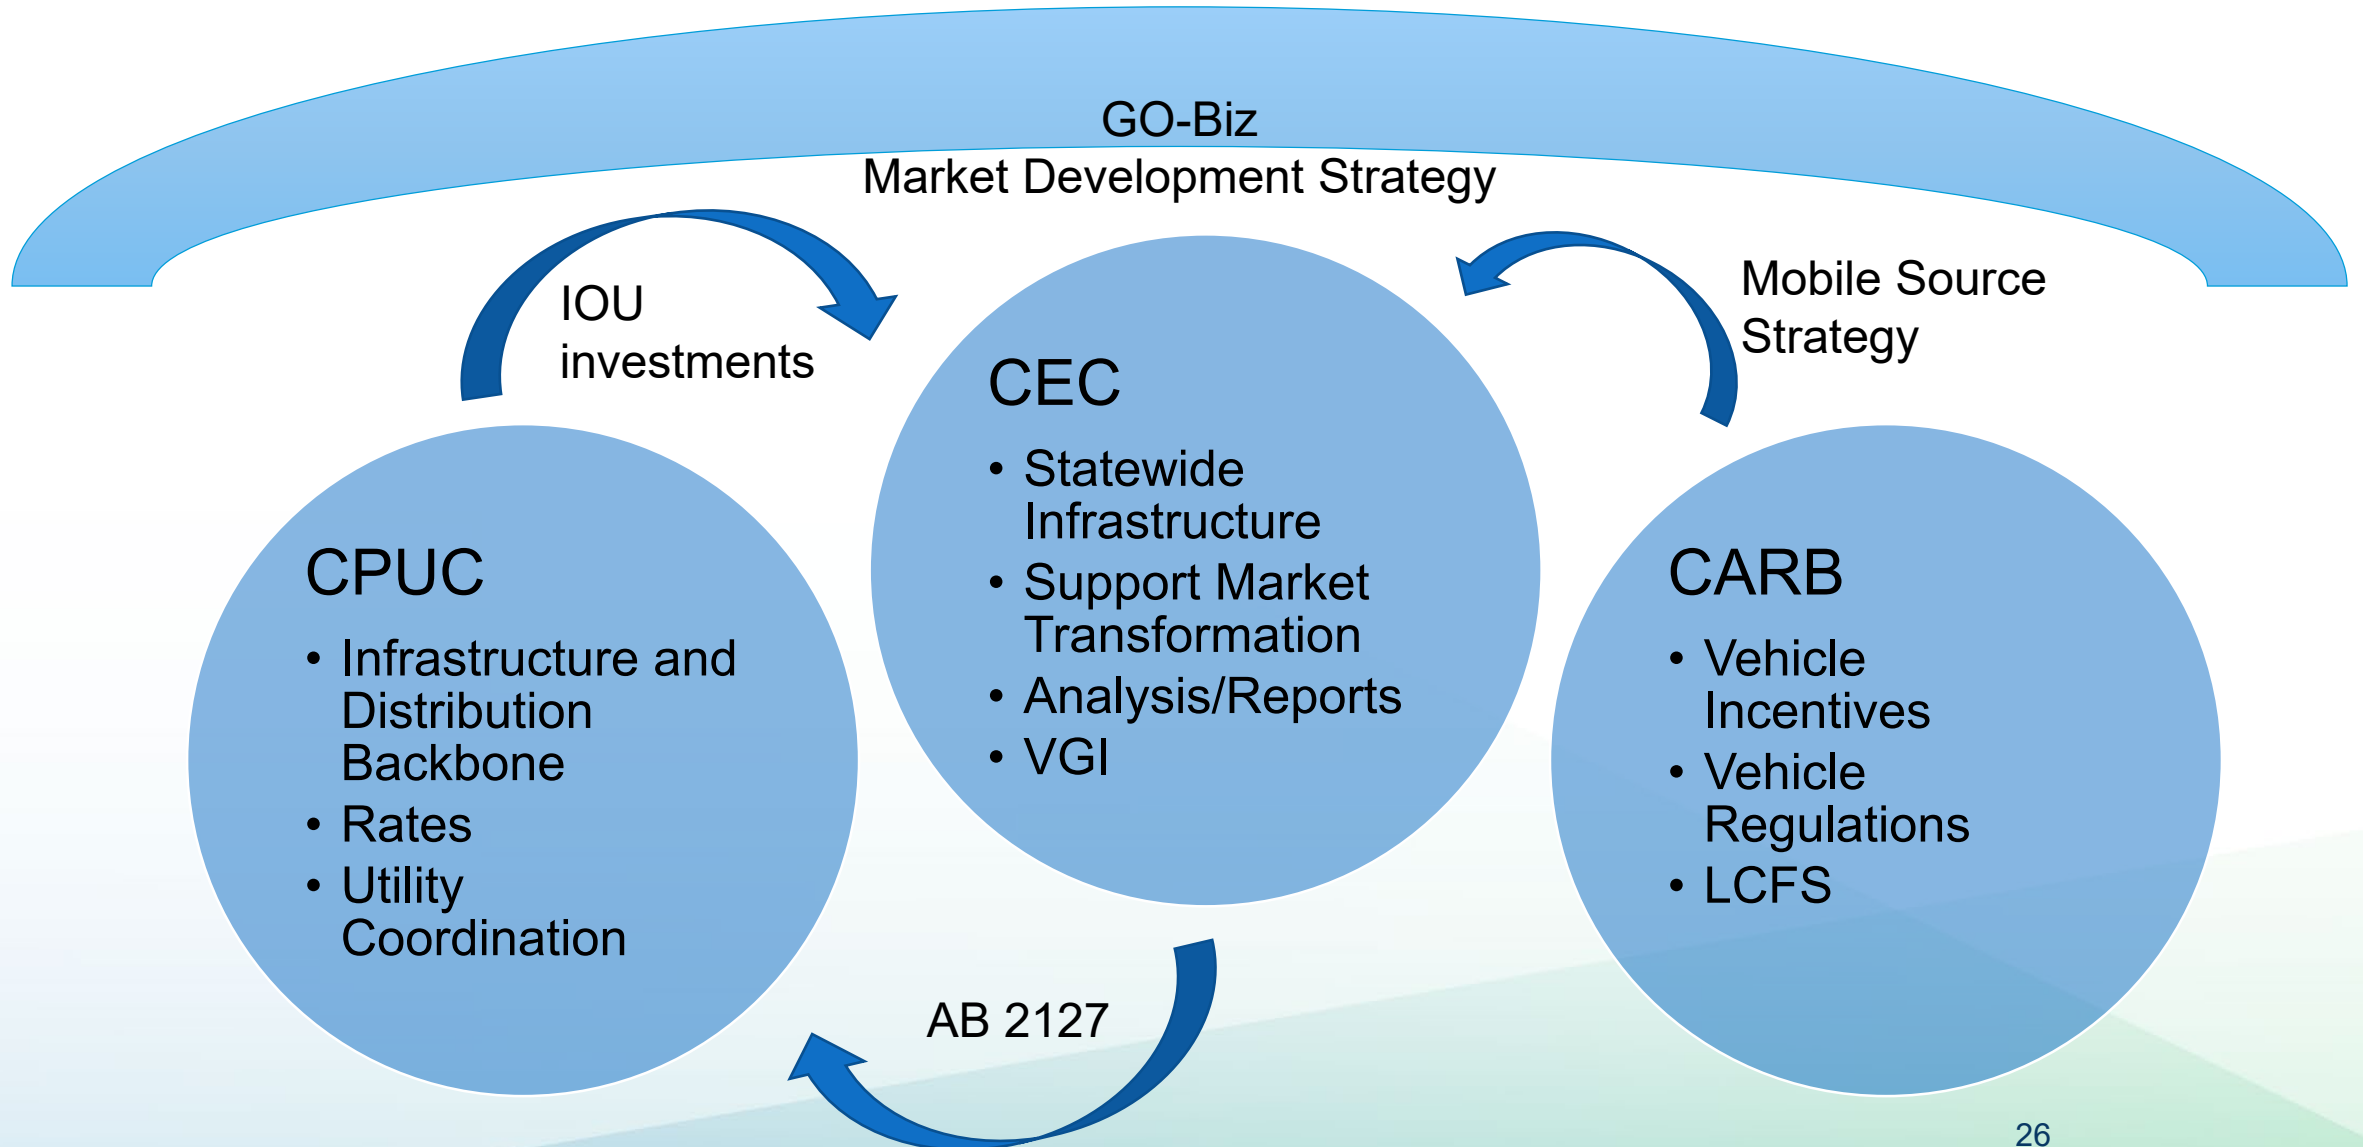 GO-Biz
Market Development Strategy
IOU
investments
Mobile Source
Strategy
CPUC
• Infrastructure and
Distribution
Backbone
• Rates
• Utility
Coordination
CEC
• Statewide
Infrastructure
• Support Market
Transformation
• Analysis/Reports
• VGI
CARB
• Vehicle
Incentives
• Vehicle
Regulations
• LCFS
AB 2127
26